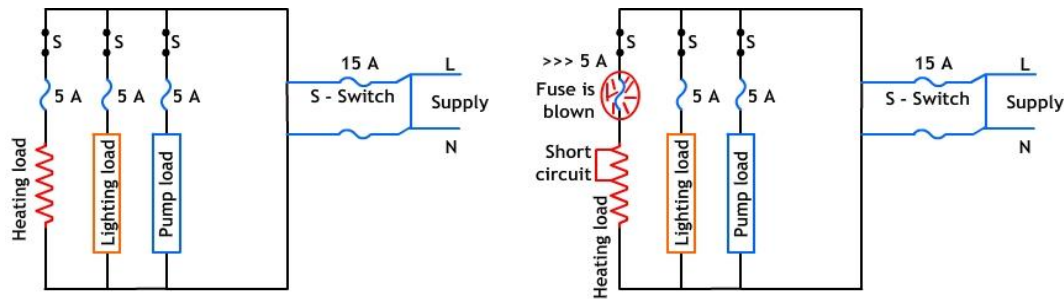 S
S
S
5 A
5 A
5 A
Heating load
Lighting load
Pump load
15 A
S - Switch
L
Supply
N
>>> 5 A
Fuse is
blown
Short
circuit
S
S
S
5 A
5 A
Heating load
Lighting load
Pump load
15 A
S - Switch
L
Supply
N